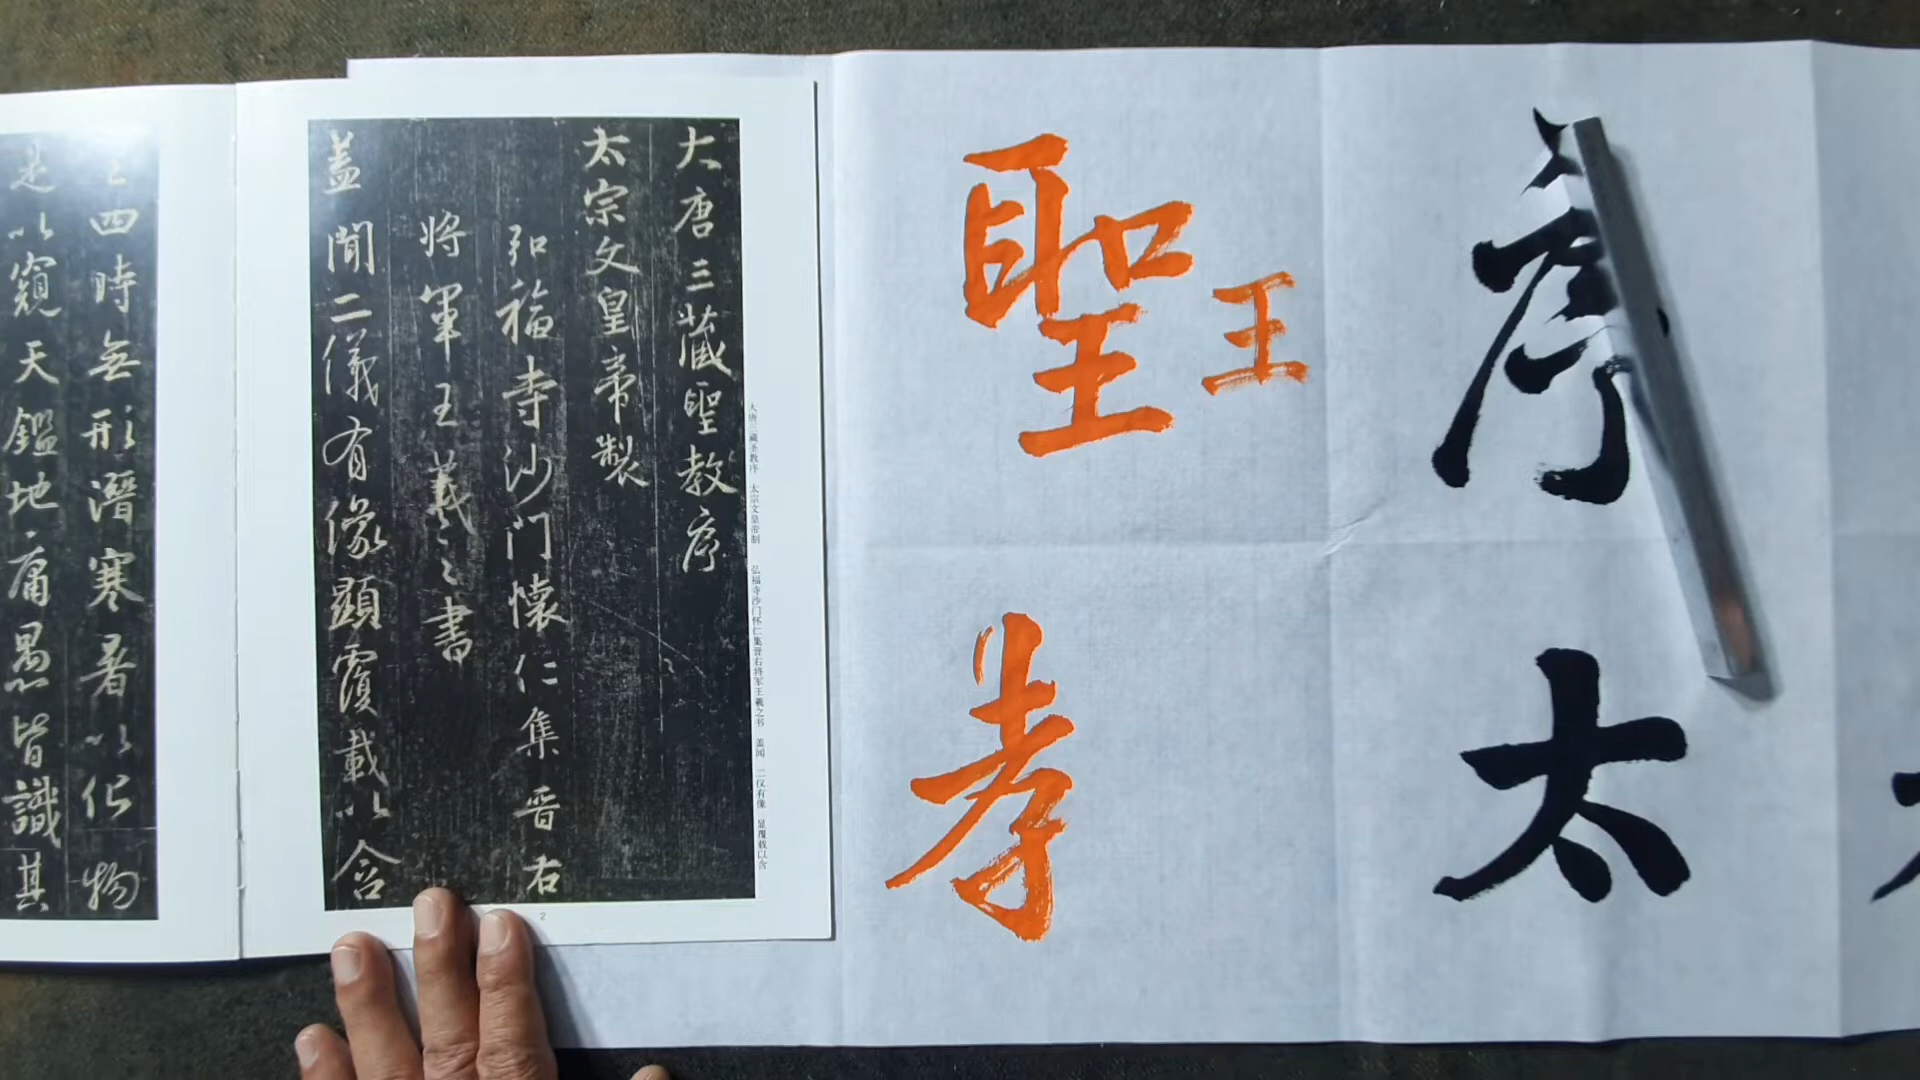 序
太
聖
王
孝
大唐三藏圣教序 太宗文皇帝制 弘福寺沙门怀仁集晋右将军王羲之书 盖闻 二仪有像 显覆载以含
大唐三藏聖教序
太宗文皇帝製
弘福寺沙門懷仁集晉右
將軍王羲之書
蓋聞二儀有像顯覆載以含
2
四時無形潛寒暑以化物
是以窺天鑑地庸愚皆識其